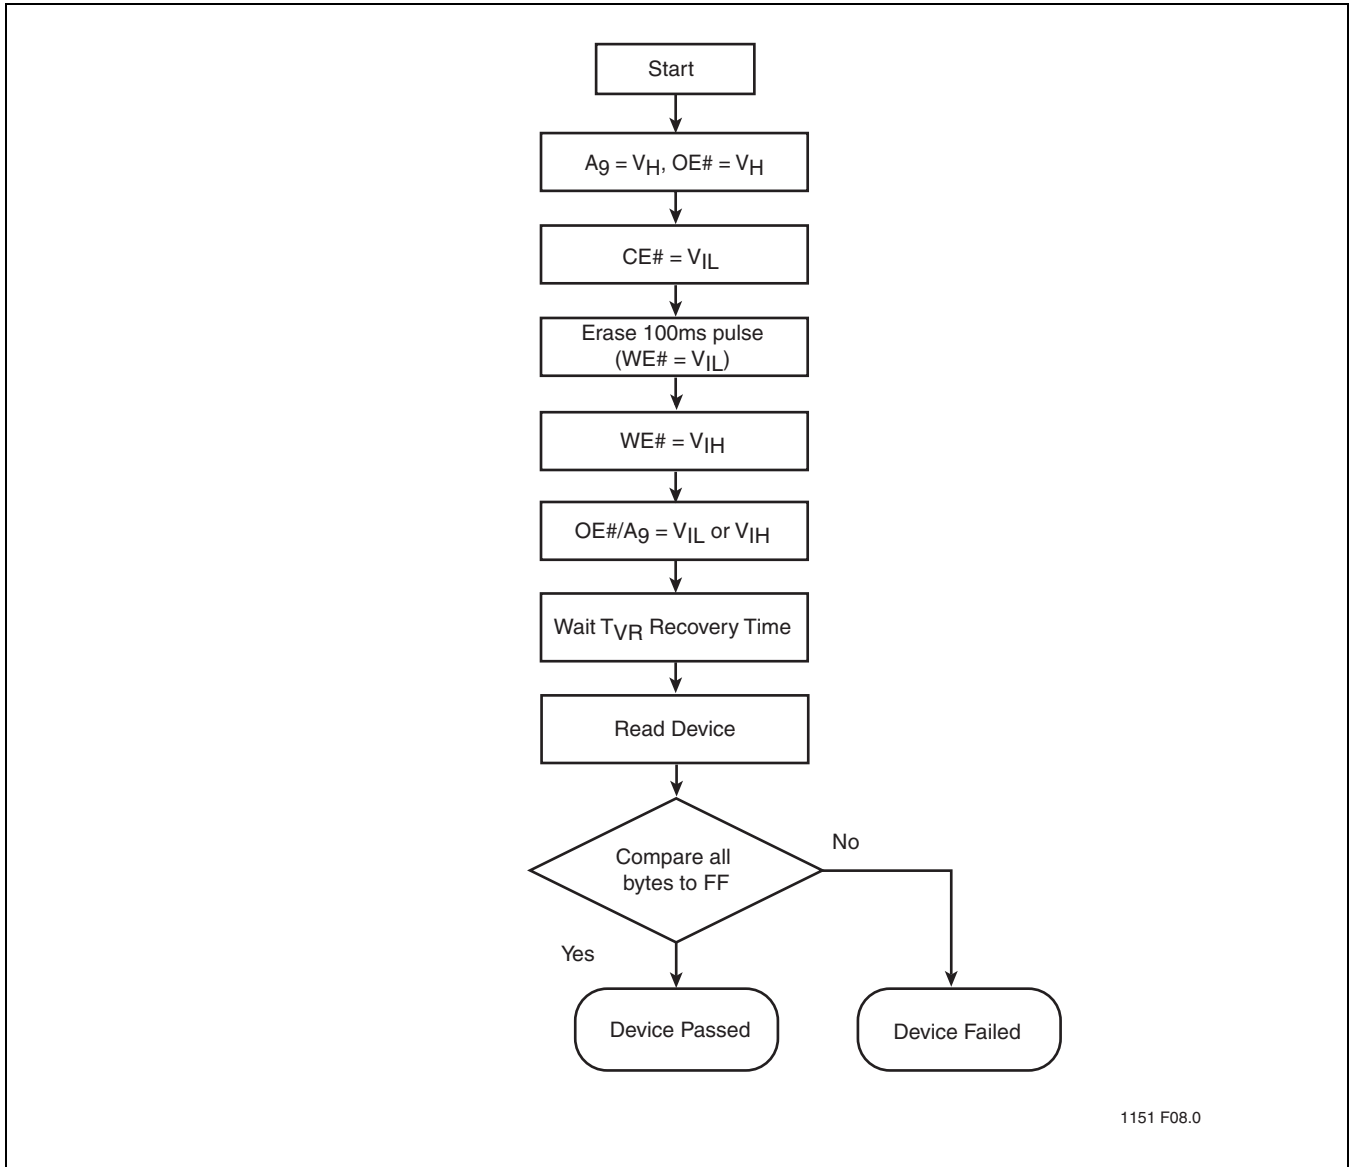 Start
A9 = VH, OE# = VH
CE# = VIL
Erase 100ms pulse
(WE# = VIL)
WE# = VIH
OE#/A9 = VIL or VIH
Wait TVR Recovery Time
Read Device
Compare all
bytes to FF
No
Yes
Device Passed
Device Failed
1151 F08.0